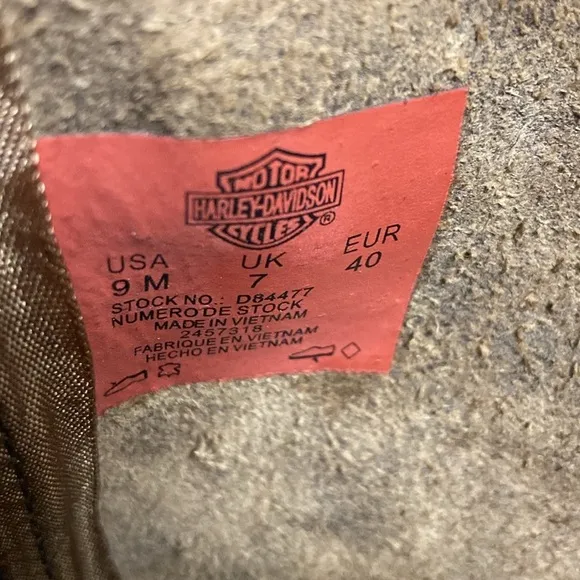 MOTOR
HARLEY-DAVIDSON
CYCLES®
USA UK EUR
9 M 7 40
STOCK NO.: D84477
NUMERO DE STOCK
MADE IN VIETNAM
2457318
FABRIQUE EN VIETNAM
HECHO EN VIETNAM